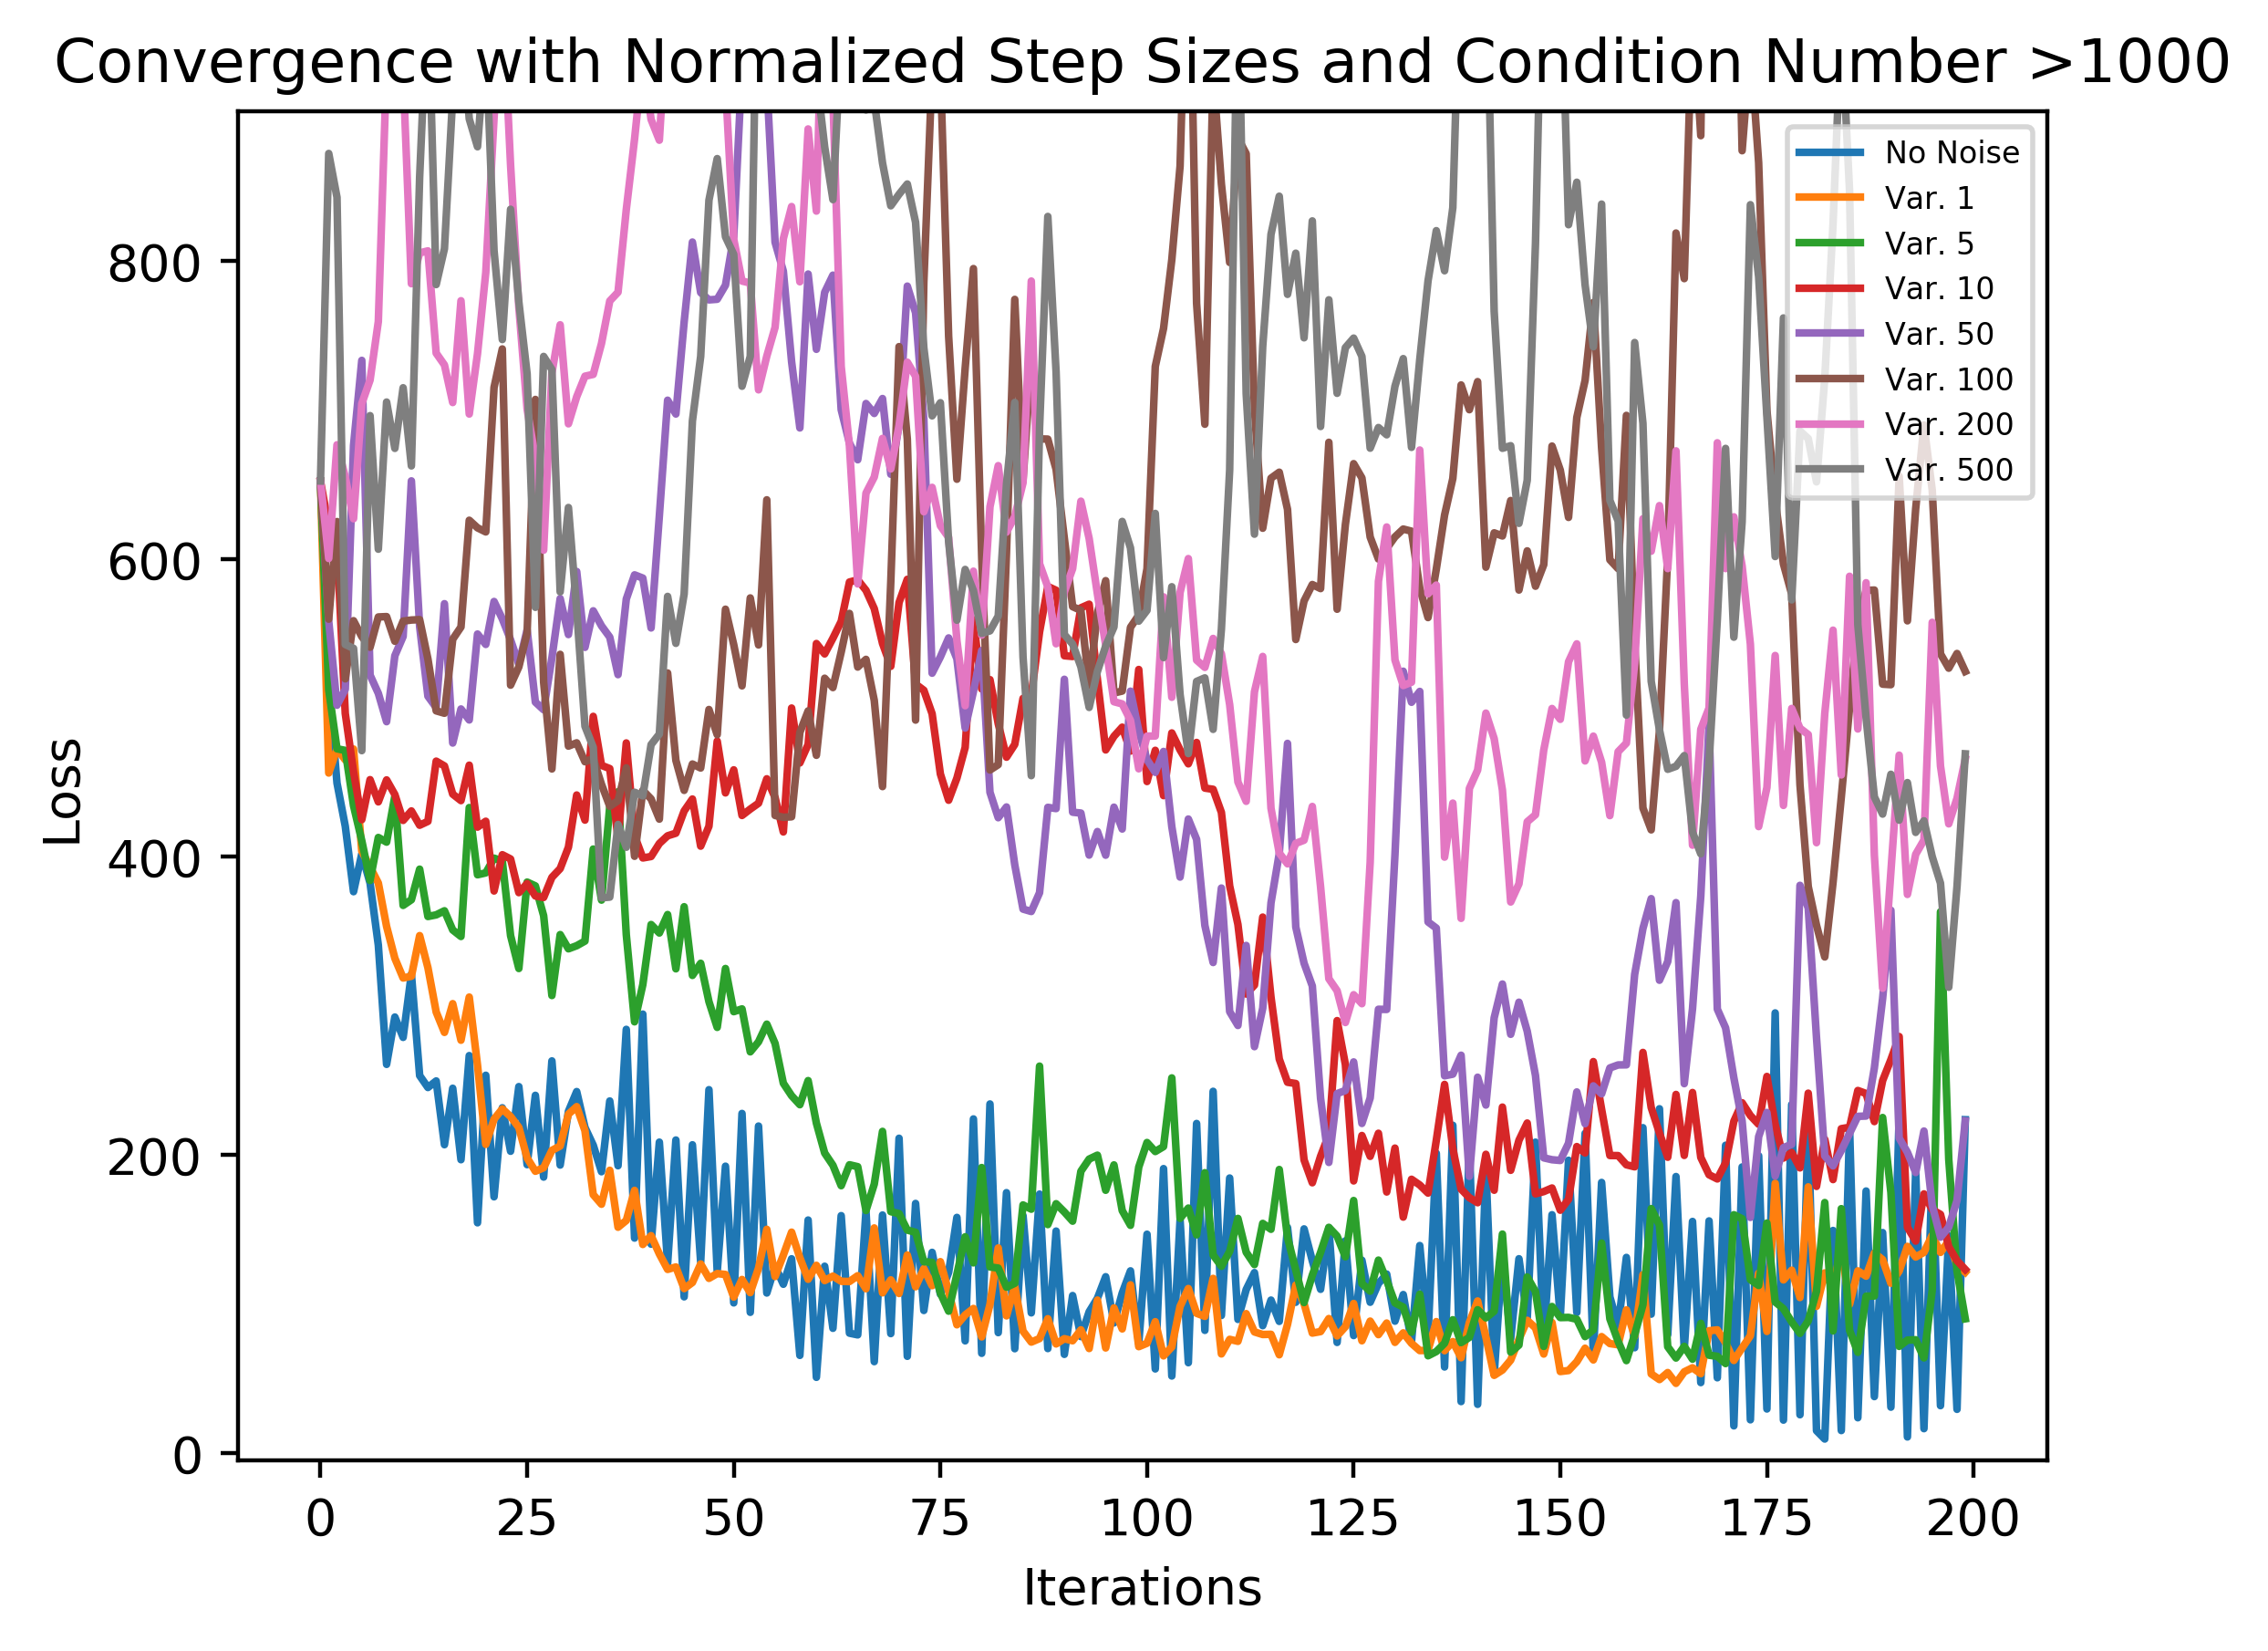 Convergence with Normalized Step Sizes and Condition Number >1000
No Noise
Var. 1
Var. 5
Var. 10
Var. 50
Var. 100
Var. 200
Var. 500
800
600
400
200
0
Loss
0 25 50 75 100 125 150 175 200
Iterations